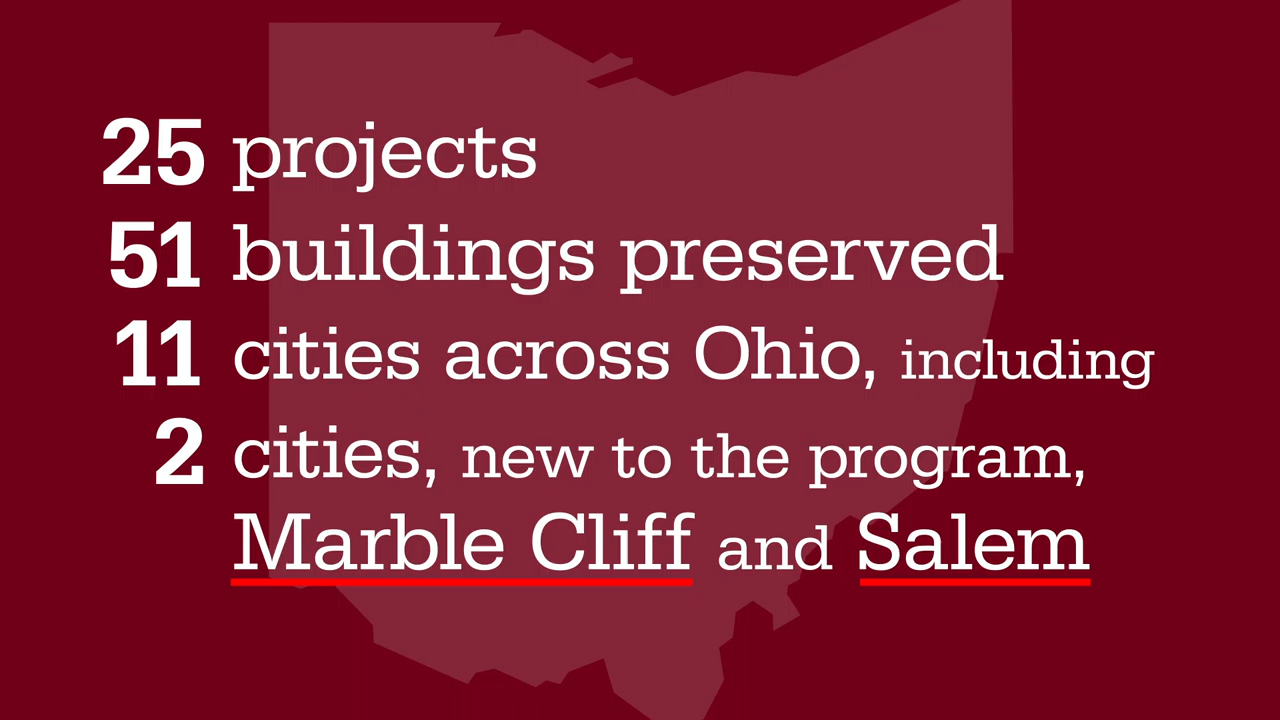 25 projects
51 buildings preserved
11 cities across Ohio, including
2 cities, new to the program,
Marble Cliff and Salem